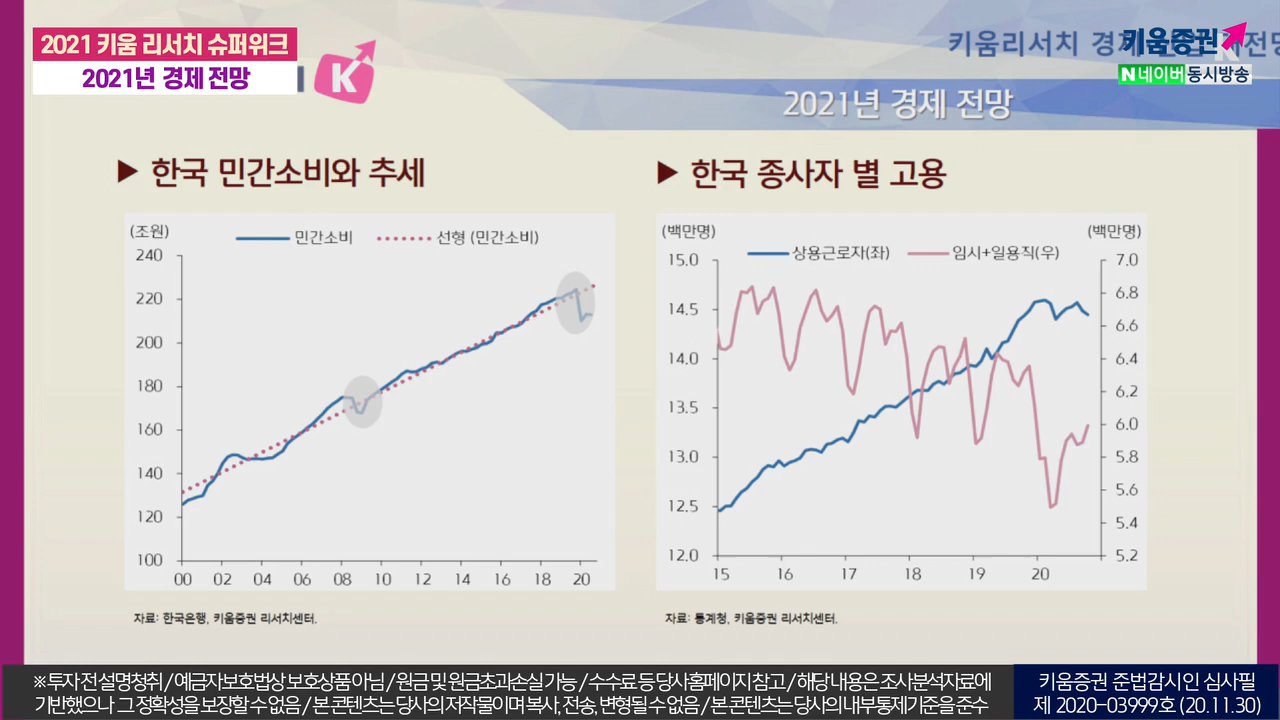 2021 키움 리서치 슈퍼위크
2021년 경제 전망
K
키움리서치 경제
전망
키움증권
N 네이버 동시방송
2021년 경제 전망
▶ 한국 민간소비와 추세
(조원)
민간소비
선형 (민간소비)
240
220
200
180
160
140
120
100
00 02 04 06 08 10 12 14 16 18 20
자료: 한국은행, 키움증권 리서치센터.
▶ 한국 종사자 별 고용
(백만명)
(백만명)
상용근로자(좌)
임시+일용직(우)
15.0
14.5
14.0
13.5
13.0
12.5
12.0
7.0
6.8
6.6
6.4
6.2
6.0
5.8
5.6
5.4
5.2
15 16 17 18 19 20
자료: 통계청, 키움증권 리서치센터.
※ 투자 전 설명청취 / 예금자보호법상 보호상품 아님 / 원금 및 원금초과손실 가능 / 수수료 등 당사홈페이지 참고 / 해당 내용은 조사분석자료에
기반했으나 그 정확성을 보장할 수 없음 / 본 콘텐츠는 당사의 저작물이며 복사, 전송, 변형될 수 없음 / 본 콘텐츠는 당사의 내부통제기준을 준수
키움증권 준법감시인 심사필
제 2020-03999호 (20.11.30)